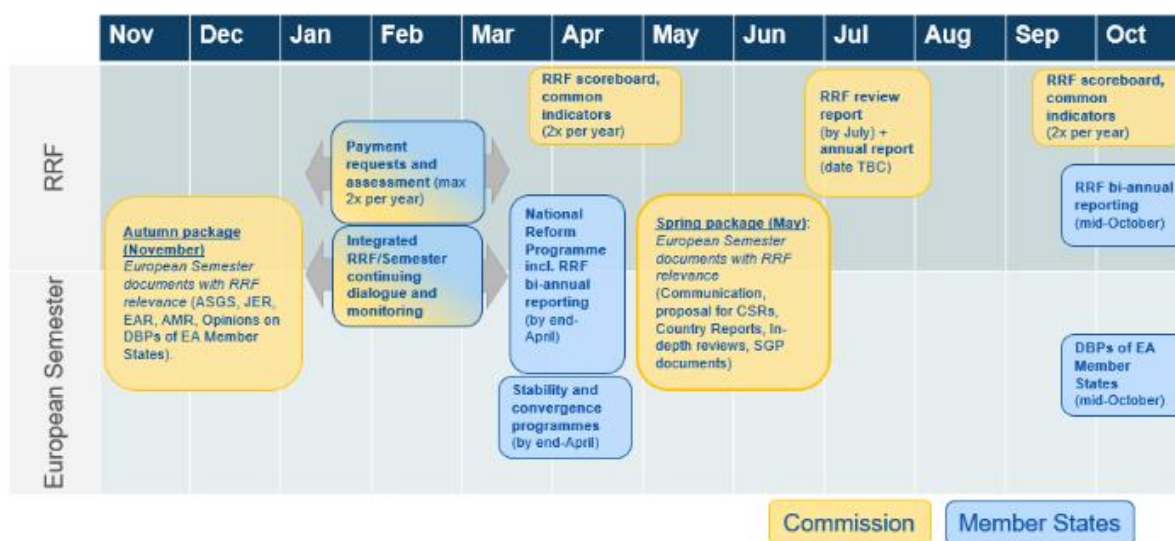 Nov Dec Jan Feb Mar Apr May Jun Jul Aug Sep Oct
RRF
European Semester
Autumn package
(November)
European Semester
documents with RRF
relevance (ASGS, JER,
EAR, AMR, Opinions on
DBPs of EA Member
States).
Payment
requests and
assessment (max
2x per year)
Integrated
RRF/Semester
continuing
dialogue and
monitoring
RRF scoreboard,
common
indicators
(2x per year)
National
Reform
Programme
incl. RRF
bi-annual
reporting
(by end-
April)
Stability and
convergence
programmes
(by end-April)
Spring package (May):
European Semester
documents with RRF
relevance
(Communication,
proposal for CSRs,
Country Reports, In-
depth reviews, SGP
documents)
RRF review
report
(by July) +
annual report
(date TBC)
RRF scoreboard,
common
indicators
(2x per year)
RRF bi-annual
reporting
(mid-October)
DBPs of EA
Member
States
(mid-October)
Commission
Member States